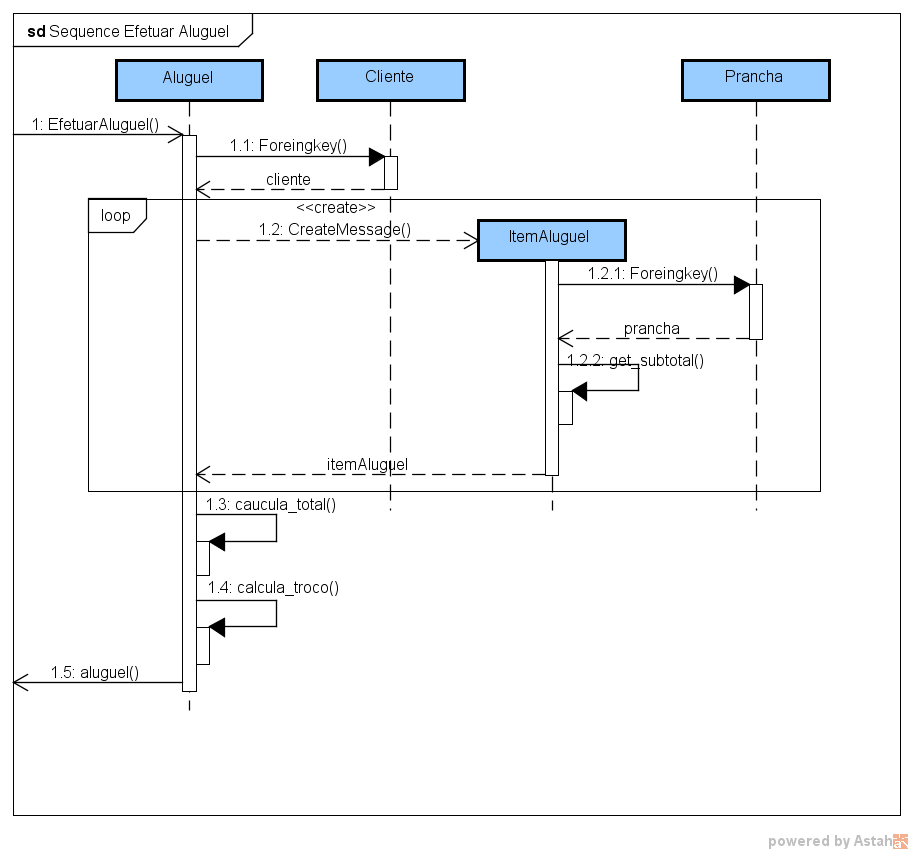 sd Sequence Efetuar Aluguel
Aluguel
Cliente
Prancha
1: EfetuarAluguel()
1.1: Foreingkey()
cliente
loop
<<create>>
1.2: CreateMessage()
ItemAluguel
1.2.1: Foreingkey()
prancha
1.2.2: get_subtotal()
itemAluguel
1.3: caucula_total()
1.4: calcula_troco()
1.5: aluguel()
powered by Astah